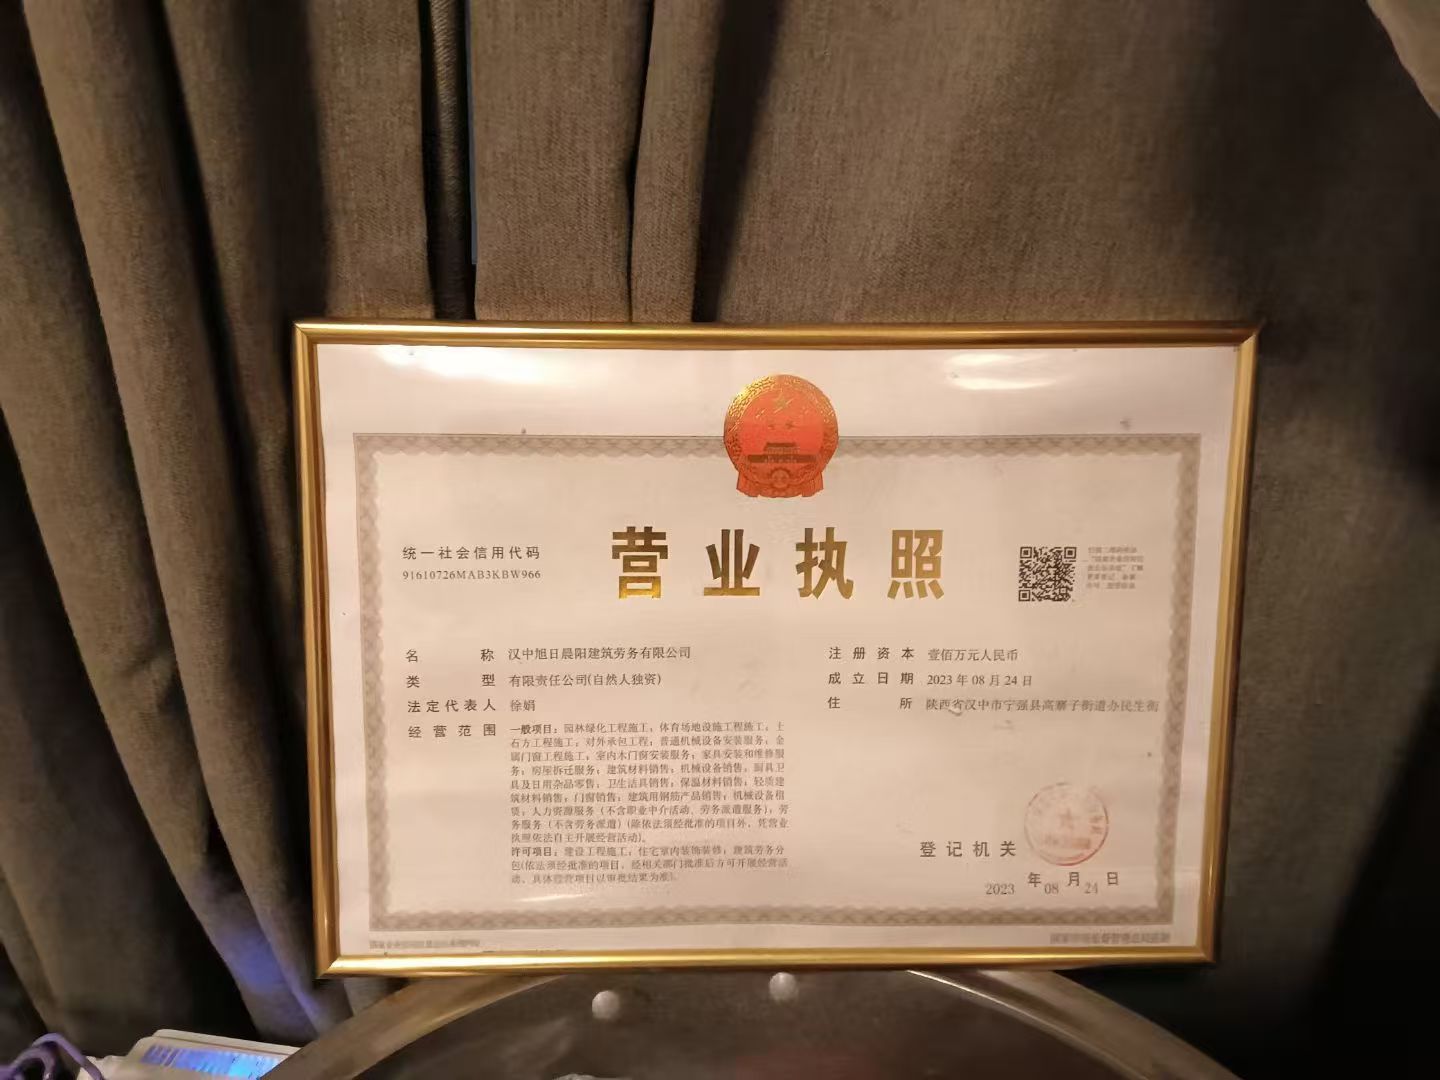 营业执照
统一社会信用代码
91610726MAB3KBW966
名称 汉中旭日晨阳建筑劳务有限公司
类型 有限责任公司(自然人独资)
法定代表人 徐娟
经营范围 一般项目：园林绿化工程施工；体育场地设施工程施工；土
石方工程施工；对外承包工程；普通机械设备安装服务；金
属门窗工程施工；室内木门窗安装服务；家具安装和维修服
务；房屋拆迁服务；建筑材料销售；机械设备销售；厨具卫
具及日用杂品零售；卫生洁具销售；保温材料销售；轻质建
筑材料销售；门窗销售；建筑用钢筋产品销售；机械设备租
赁；人力资源服务（不含职业中介活动、劳务派遣服务）；劳
务服务（不含劳务派遣）(除依法须经批准的项目外，凭营业
执照依法自主开展经营活动)。
许可项目：建设工程施工；住宅室内装饰装修；建筑劳务分
包(依法须经批准的项目，经相关部门批准后方可开展经营活
动，具体经营项目以审批结果为准)。
注册资本 壹佰万元人民币
成立日期 2023年08月24日
住所 陕西省汉中市宁强县高寨子街道办民生街
登记机关
2023年08月24日